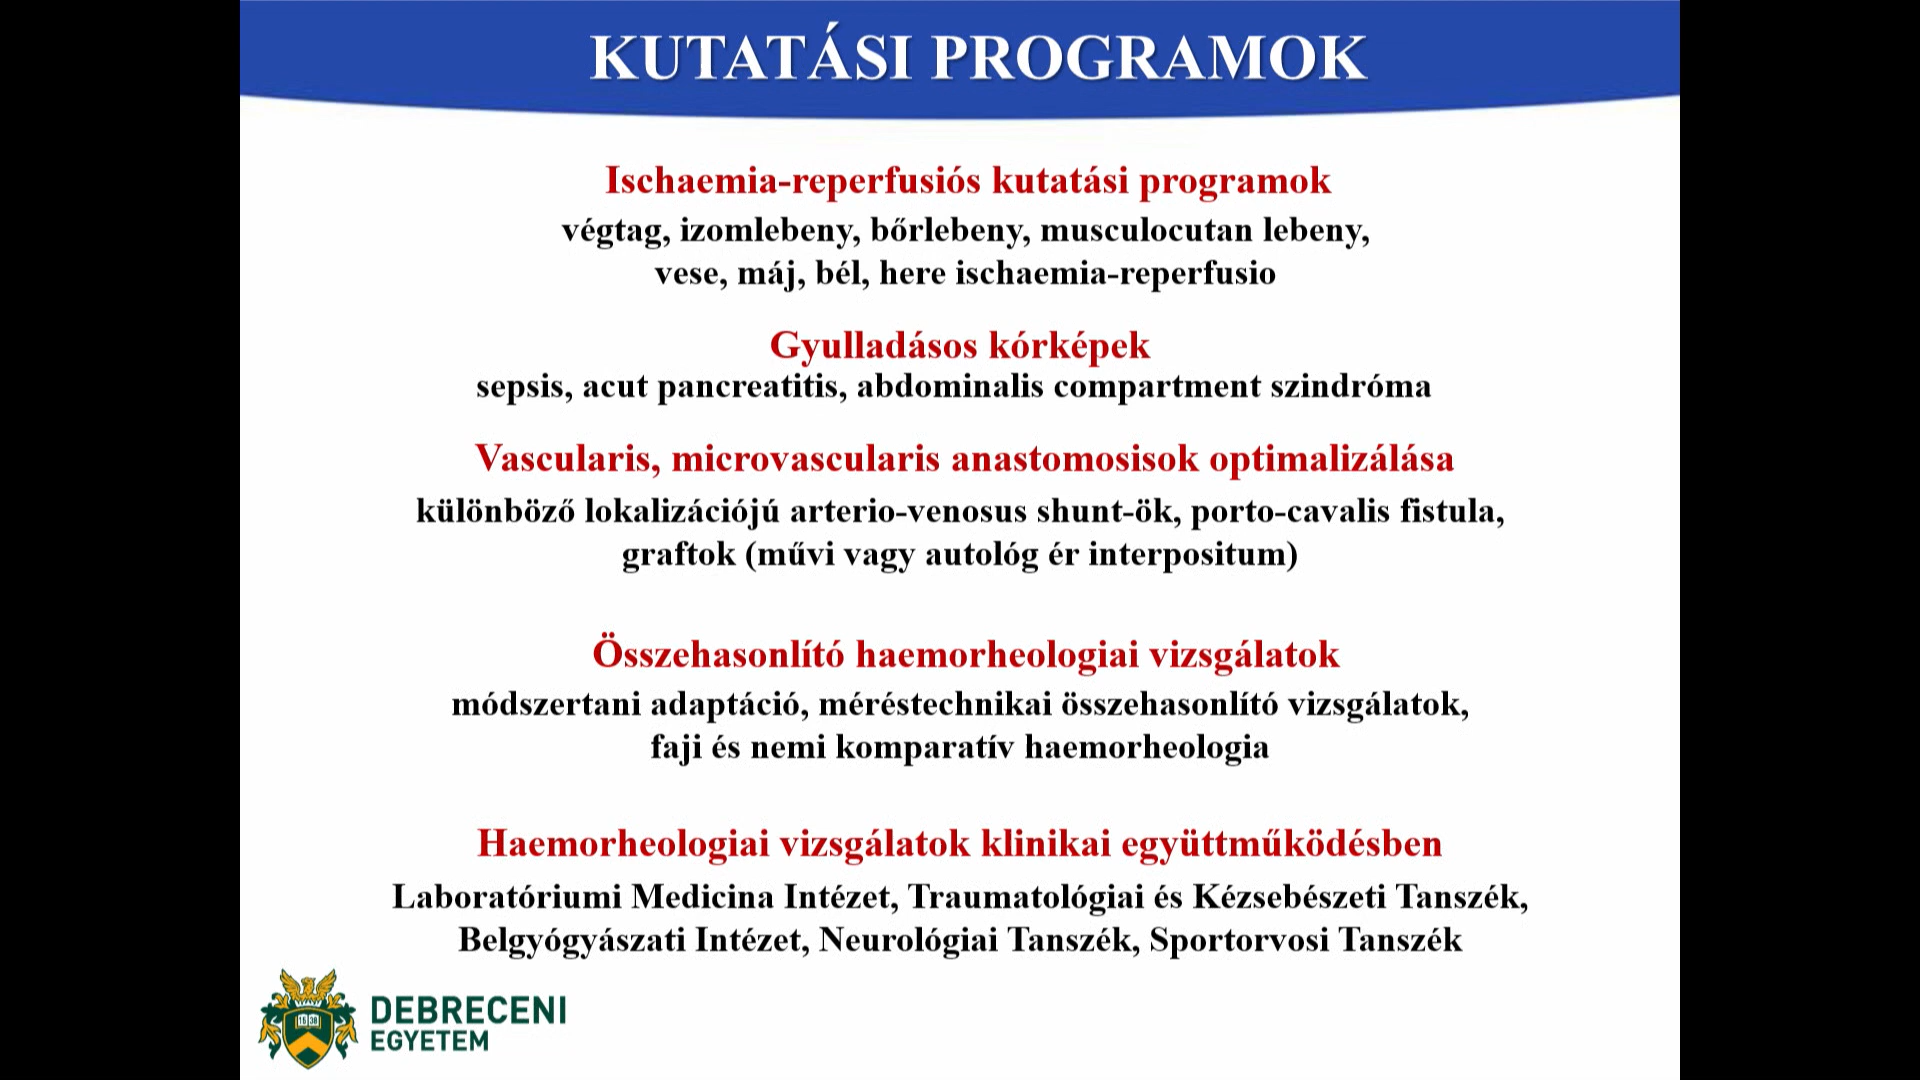 KUTATÁSI PROGRAMOK
Ischaemia-reperfusiós kutatási programok
végtag, izomlebeny, bőrlebeny, musculocutan lebeny,
vese, máj, bél, here ischaemia-reperfusio
Gyulladásos kórképek
sepsis, acut pancreatitis, abdominalis compartment szindróma
Vascularis, microvascularis anastomosisok optimalizálása
különböző lokalizációjú arterio-venosus shunt-ök, porto-cavalis fistula,
graftok (művi vagy autológ ér interpositum)
Összehasonlító haemorheologiai vizsgálatok
módszertani adaptáció, méréstechnikai összehasonlító vizsgálatok,
faji és nemi komparatív haemorheologia
Haemorheologiai vizsgálatok klinikai együttműködésben
Laboratóriumi Medicina Intézet, Traumatológiai és Kézsebészeti Tanszék,
Belgyógyászati Intézet, Neurológiai Tanszék, Sportorvosi Tanszék
1538
DEBRECENI
EGYETEM